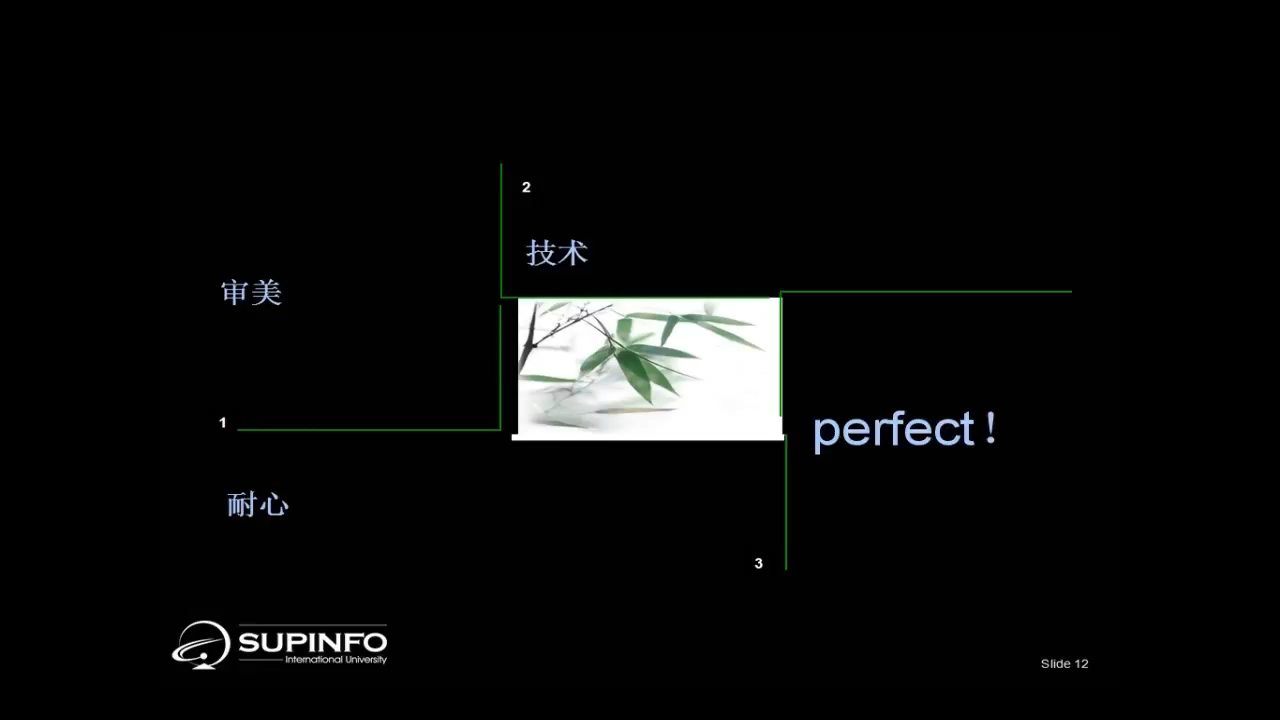 2
技术
审美
1
perfect！
耐心
3
SUPINFO
International University
Slide 12